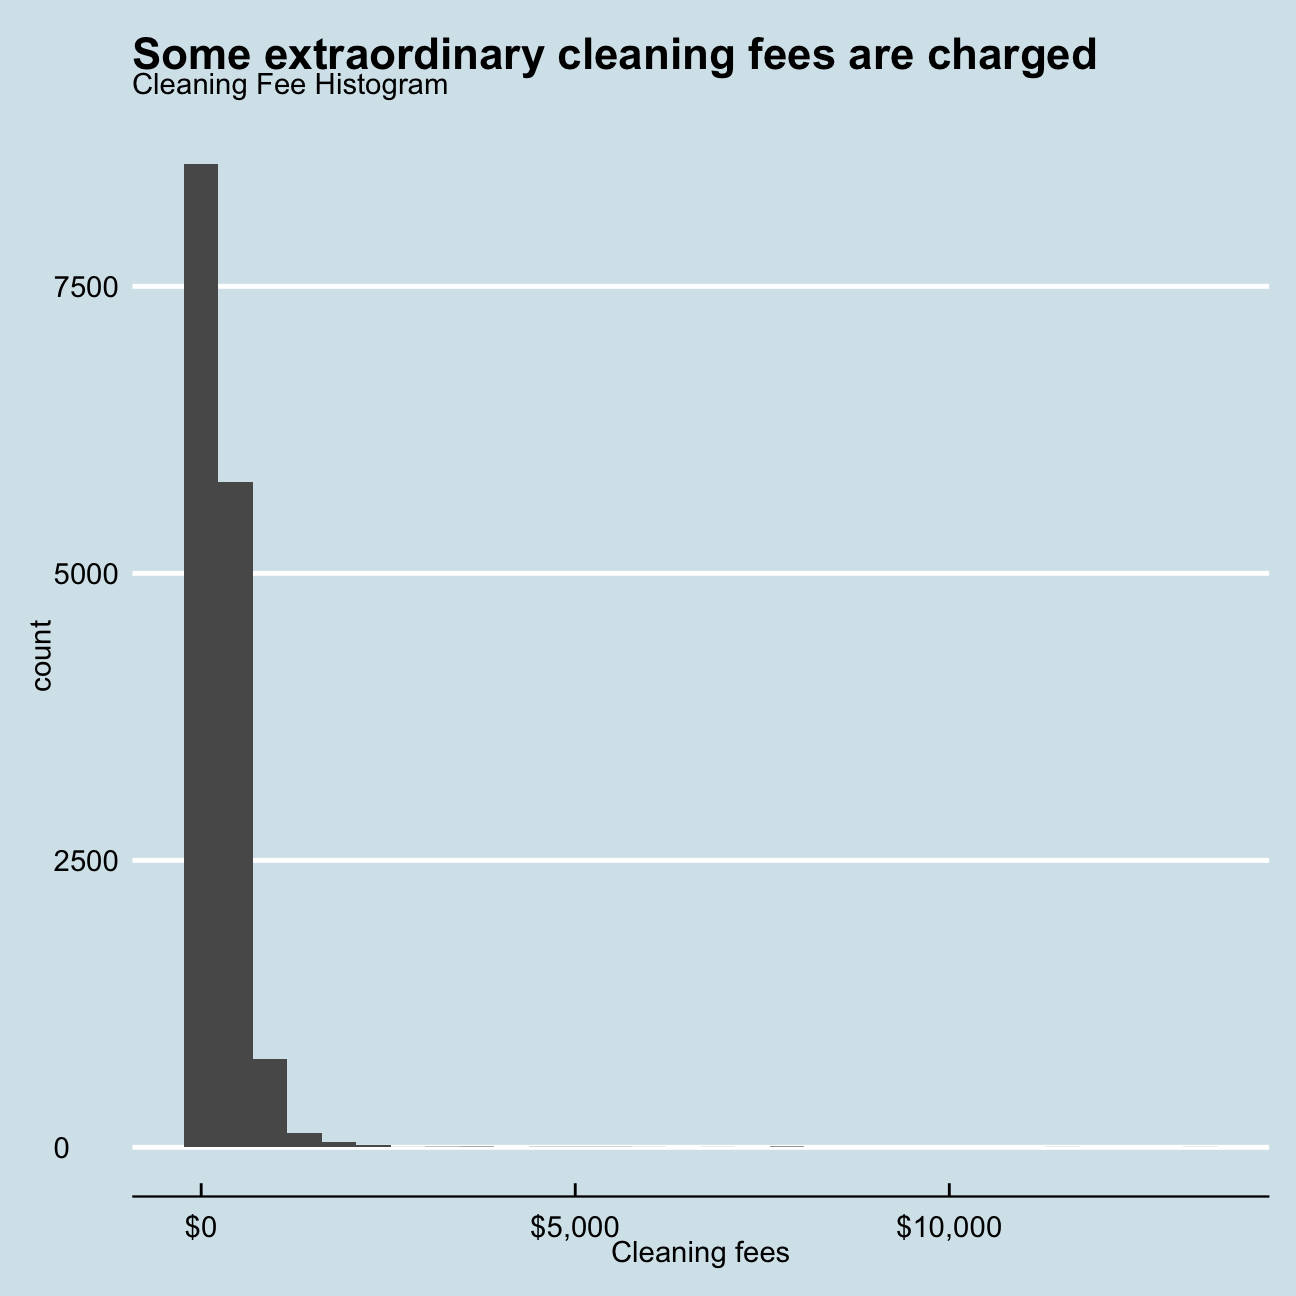 Some extraordinary cleaning fees are charged
Cleaning Fee Histogram
7500
5000
2500
0
count
$0
$5,000
$10,000
Cleaning fees